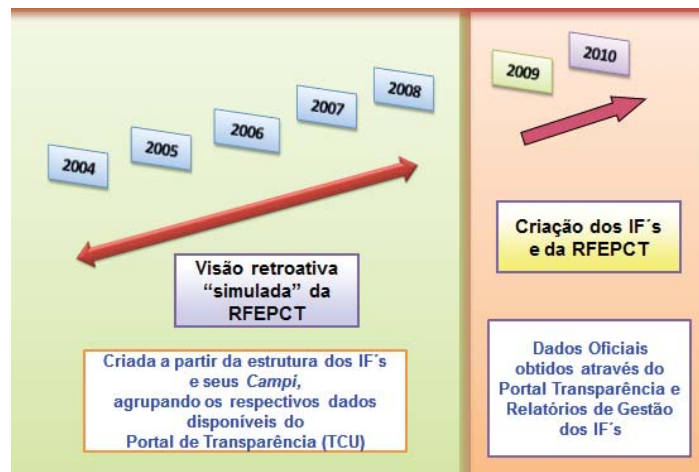 2004
2005
2006
2007
2008
Visão retroativa
“simulada” da
RFEPCT
Criada a partir da estrutura dos IF´s
e seus Campi,
agrupando os respectivos dados
disponíveis do
Portal de Transparência (TCU)
2009
2010
Criação dos IF´s
e da RFEPCT
Dados Oficiais
obtidos através do
Portal Transparência e
Relatórios de Gestão
dos IF´s